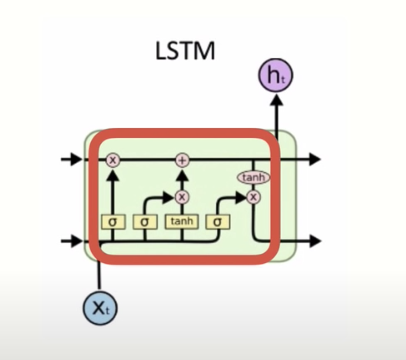 LSTM
hₜ
x +
tanh
x x
σ σ tanh σ
Xₜ